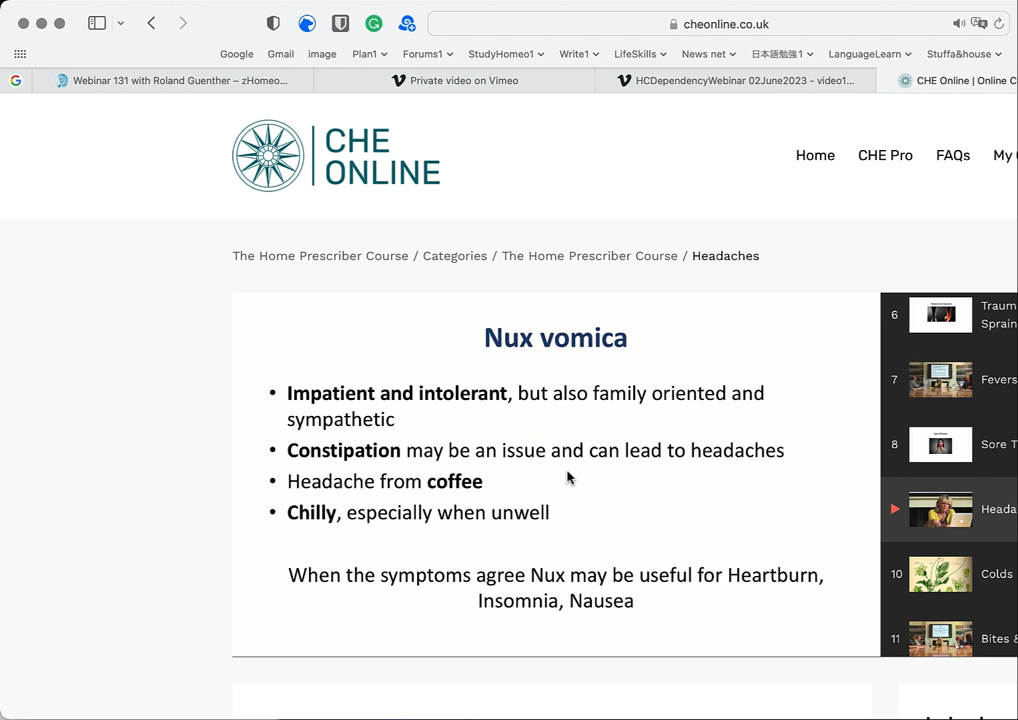 cheonline.co.uk
Google Gmail image Plan1 Forums1 StudyHomeo1 Write1 LifeSkills News net 日本語勉強1 LanguageLearn Stuffa&house
G Webinar 131 with Roland Guenther – zHomeo... Private video on Vimeo HCDependencyWebinar 02June2023 - video1... CHE Online | Online C
CHE
ONLINE
Home CHE Pro FAQs My
The Home Prescriber Course / Categories / The Home Prescriber Course / Headaches
Nux vomica
• Impatient and intolerant, but also family oriented and
sympathetic
• Constipation may be an issue and can lead to headaches
• Headache from coffee
• Chilly, especially when unwell
When the symptoms agree Nux may be useful for Heartburn,
Insomnia, Nausea
6 Traum
Sprain
7 Fevers
8 Sore T
Heada
10 Colds
11 Bites &